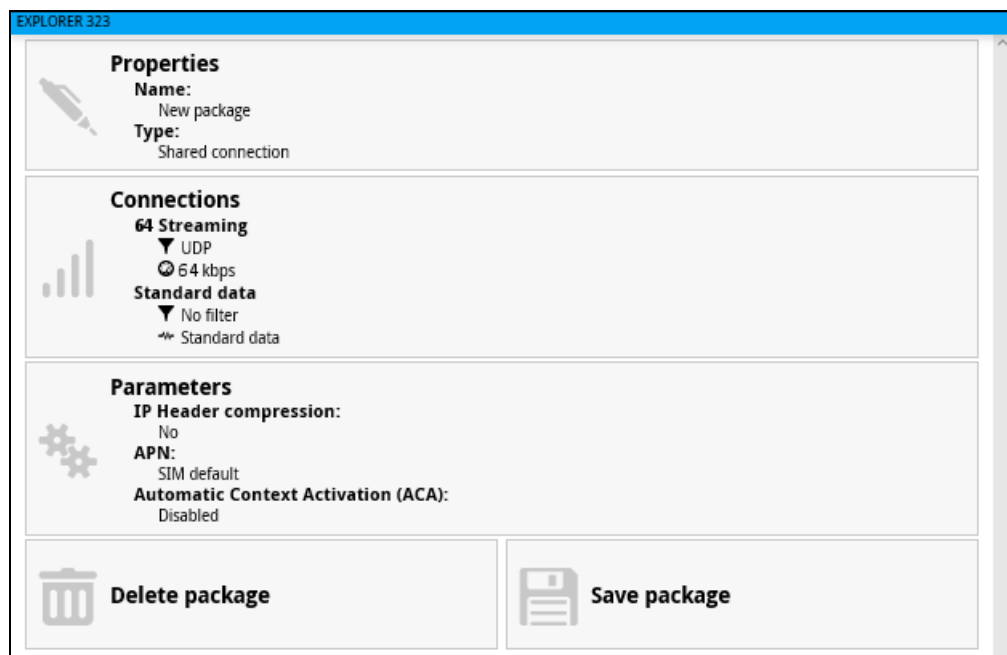 EXPLORER 323
Properties
Name:
New package
Type:
Shared connection
Connections
64 Streaming
UDP
64 kbps
Standard data
No filter
Standard data
Parameters
IP Header compression:
No
APN:
SIM default
Automatic Context Activation (ACA):
Disabled
Delete package
Save package